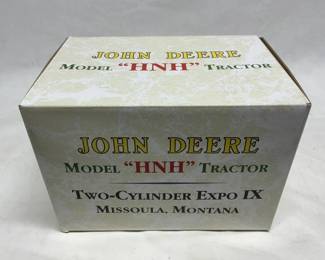 JOHN DEERE
MODEL "HNH" TRACTOR
JOHN DEERE
MODEL "HNH" TRACTOR
TWO-CYLINDER EXPO IX
MISSOULA, MONTANA